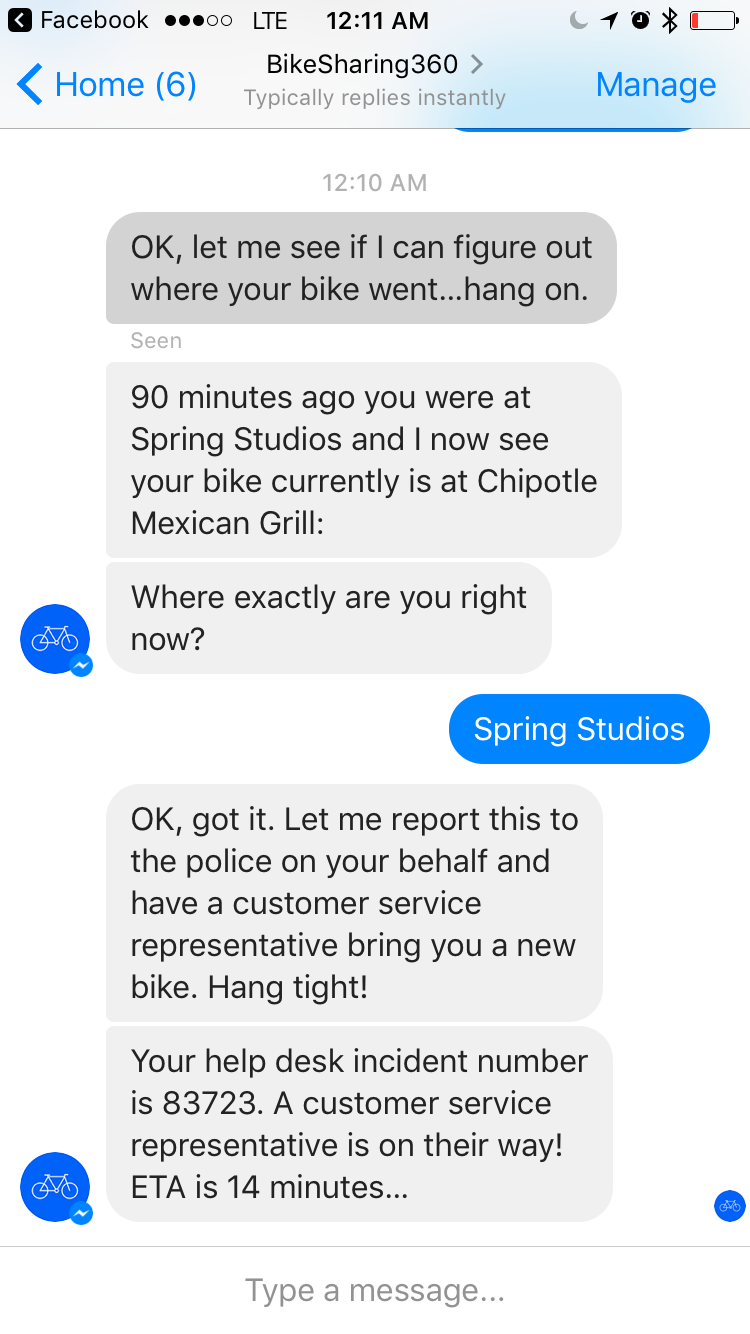 Facebook LTE 12:11 AM
Home (6) BikeSharing360 Manage
Typically replies instantly
12:10 AM
OK, let me see if I can figure out
where your bike went...hang on.
Seen
90 minutes ago you were at
Spring Studios and I now see
your bike currently is at Chipotle
Mexican Grill:
Where exactly are you right
now?
Spring Studios
OK, got it. Let me report this to
the police on your behalf and
have a customer service
representative bring you a new
bike. Hang tight!
Your help desk incident number
is 83723. A customer service
representative is on their way!
ETA is 14 minutes...
Type a message...